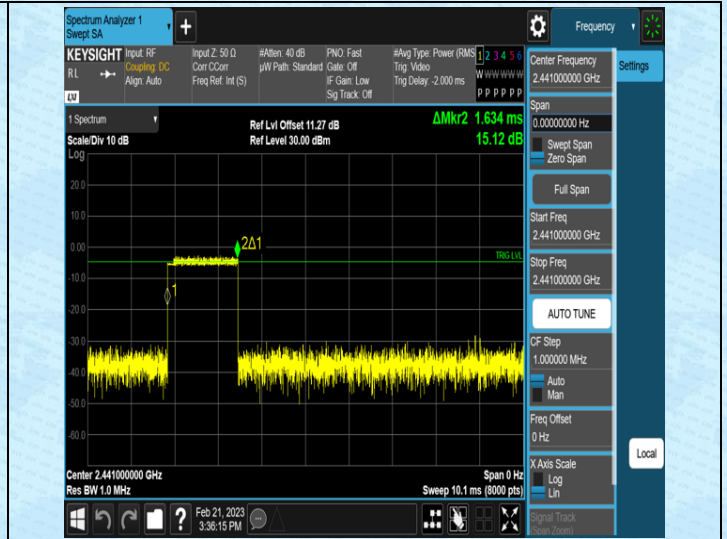 Spectrum Analyzer 1
Swept SA
+
Frequency
KEYSIGHT
RL
LXI
Input: RF
Coupling: DC
Align: Auto
Input Z: 50 Ω
Corr CCorr
Freq Ref: Int (S)
#Atten: 40 dB
µW Path: Standard
PNO: Fast
Gate: Off
IF Gain: Low
Sig Track: Off
#Avg Type: Power (RMS
Trig: Video
Trig Delay: -2.000 ms
1 2 3 4 5 6
W W W W W W
P P P P P P
1 Spectrum
Scale/Div 10 dB
Log
Ref Lvl Offset 11.27 dB
Ref Level 30.00 dBm
ΔMkr2 1.634 ms
15.12 dB
20.0
10.0
0.00
-10.0
-20.0
-30.0
-40.0
-50.0
-60.0
2Δ1
1
TRIG LVL
Center 2.441000000 GHz
Res BW 1.0 MHz
Span 0 Hz
Sweep 10.1 ms (8000 pts)
Center Frequency
2.441000000 GHz
Span
0.00000000 Hz
Swept Span
Zero Span
Full Span
Start Freq
2.441000000 GHz
Stop Freq
2.441000000 GHz
AUTO TUNE
CF Step
1.000000 MHz
Auto
Man
Freq Offset
0 Hz
X Axis Scale
Log
Lin
Signal Track
(Span Zoom)
Settings
Local
?
Feb 21, 2023
3:36:15 PM